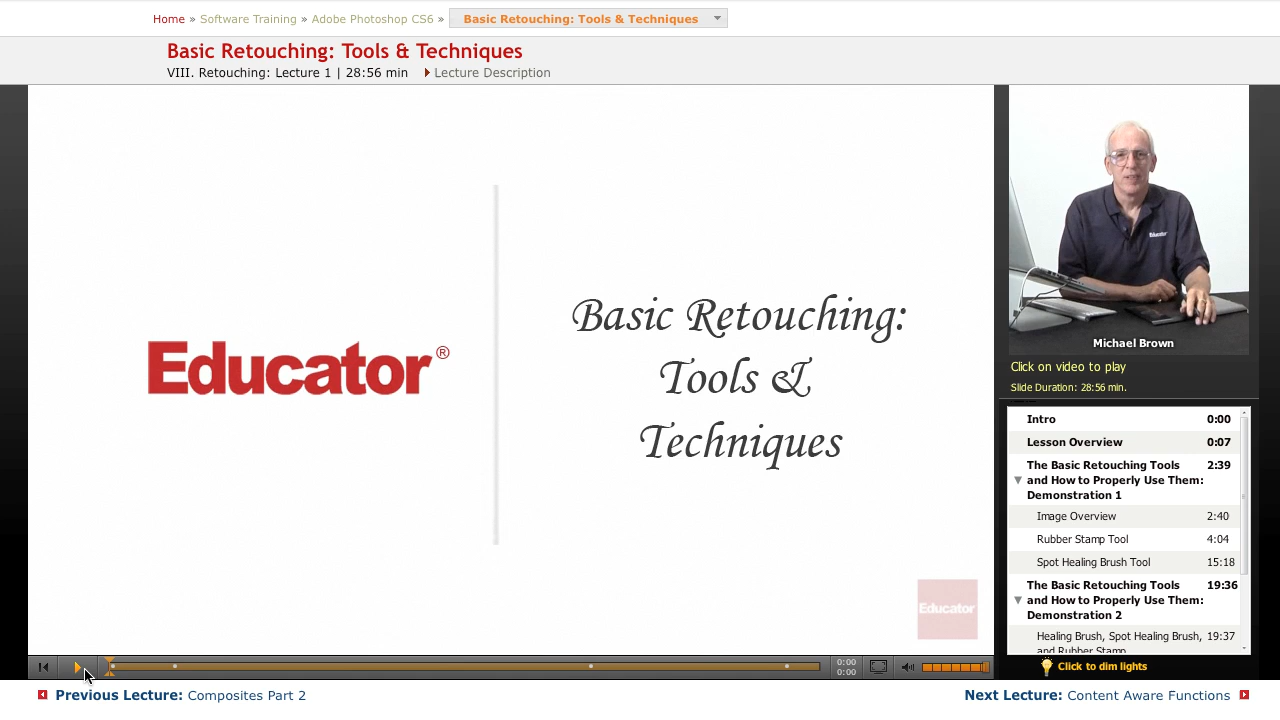 Home » Software Training » Adobe Photoshop CS6 » Basic Retouching: Tools & Techniques
Basic Retouching: Tools & Techniques
VIII. Retouching: Lecture 1 | 28:56 min Lecture Description
Educator®
Basic Retouching:
Tools &
Techniques
Educator
Educator
Michael Brown
Click on video to play
Slide Duration: 28:56 min.
Intro 0:00
Lesson Overview 0:07
The Basic Retouching Tools 2:39
and How to Properly Use Them:
Demonstration 1
Image Overview 2:40
Rubber Stamp Tool 4:04
Spot Healing Brush Tool 15:18
The Basic Retouching Tools 19:36
and How to Properly Use Them:
Demonstration 2
Healing Brush, Spot Healing Brush, 19:37
and Rubber Stamp
0:00
0:00
Click to dim lights
Previous Lecture: Composites Part 2
Next Lecture: Content Aware Functions